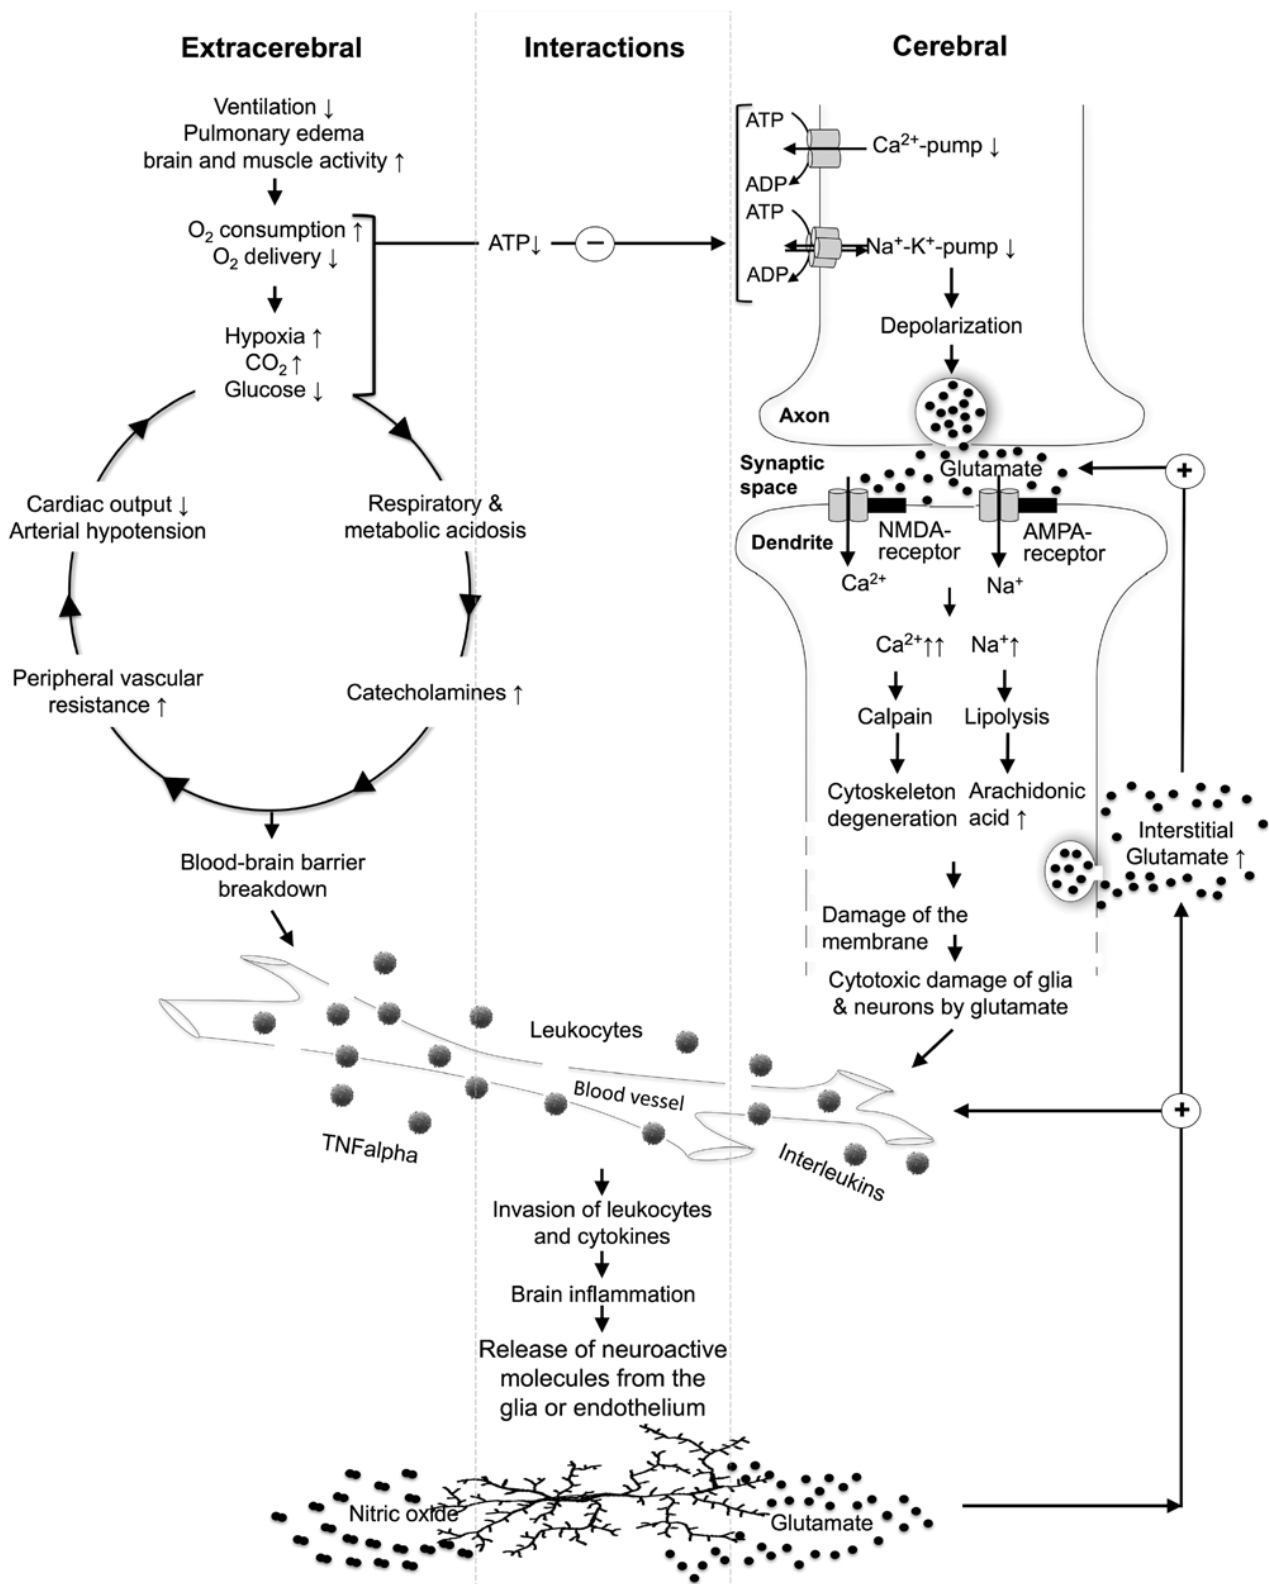 Extracerebral
Interactions
Cerebral
Ventilation ↓
Pulmonary edema
brain and muscle activity ↑
O₂ consumption ↑
O₂ delivery ↓
Hypoxia ↑
CO₂ ↑
Glucose ↓
Respiratory &
metabolic acidosis
Catecholamines ↑
Peripheral vascular
resistance ↑
Cardiac output ↓
Arterial hypotension
Blood-brain barrier
breakdown
ATP↓
−
ATP
Ca²⁺-pump ↓
ADP
ATP
Na⁺-K⁺-pump ↓
ADP
Depolarization
Axon
Synaptic
space
Glutamate
+
Dendrite
NMDA-
receptor
AMPA-
receptor
Ca²⁺
Na⁺
Ca²⁺↑↑
Na⁺↑
Calpain
Lipolysis
Cytoskeleton
degeneration
Arachidonic
acid ↑
Interstitial
Glutamate ↑
Damage of the
membrane
Cytotoxic damage of glia
& neurons by glutamate
Leukocytes
Blood vessel
TNFalpha
Interleukins
+
Invasion of leukocytes
and cytokines
Brain inflammation
Release of neuroactive
molecules from the
glia or endothelium
Nitric oxide
Glutamate